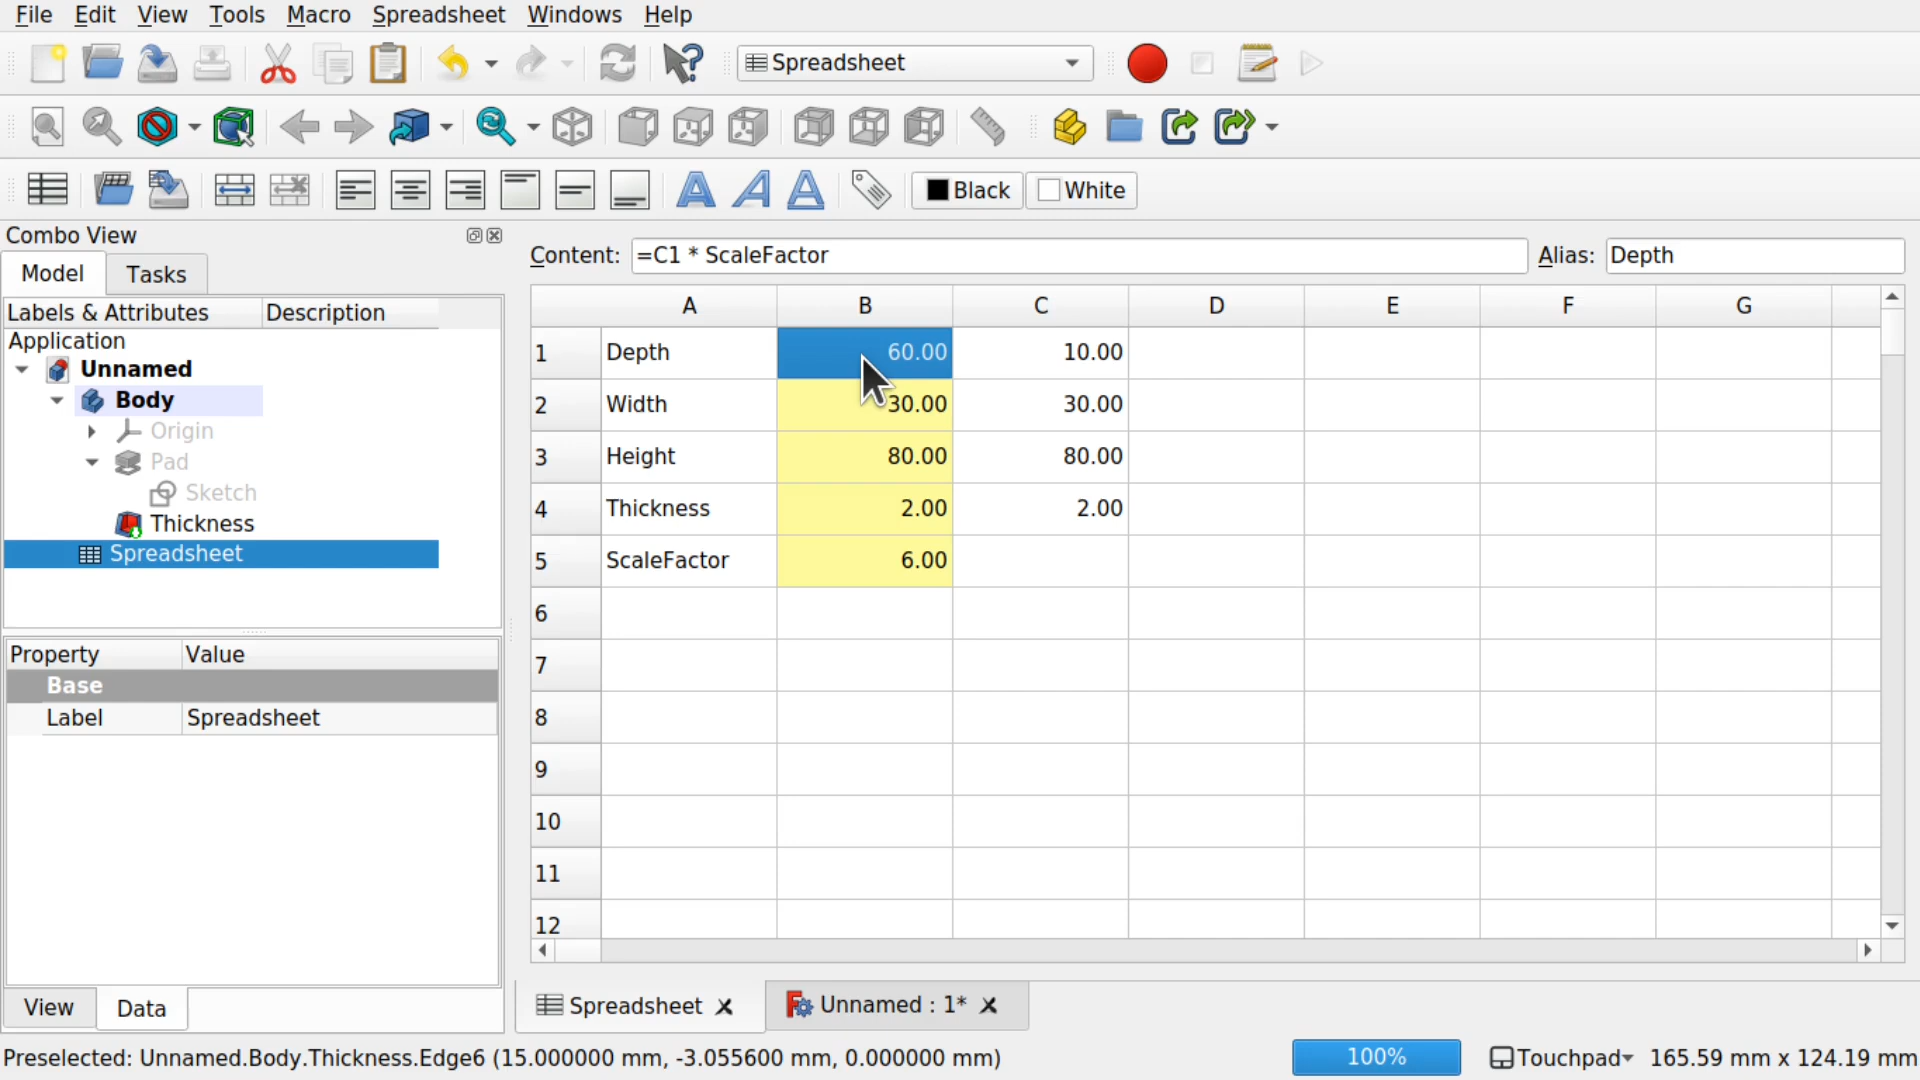 File Edit View Tools Macro Spreadsheet Windows Help
Spreadsheet
Black White
Combo View
Content: =C1 * ScaleFactor Alias: Depth
Model Tasks
Labels & Attributes Description
Application
Unnamed
Body
Origin
Pad
Sketch
Thickness
Spreadsheet
Property Value
Base
Label Spreadsheet
View Data
A B C D E F G
1 Depth 60.00 10.00
2 Width 30.00 30.00
3 Height 80.00 80.00
4 Thickness 2.00 2.00
5 ScaleFactor 6.00
6
7
8
9
10
11
12
Spreadsheet Unnamed : 1*
Preselected: Unnamed.Body.Thickness.Edge6 (15.000000 mm, -3.055600 mm, 0.000000 mm) 100% Touchpad 165.59 mm x 124.19 mm